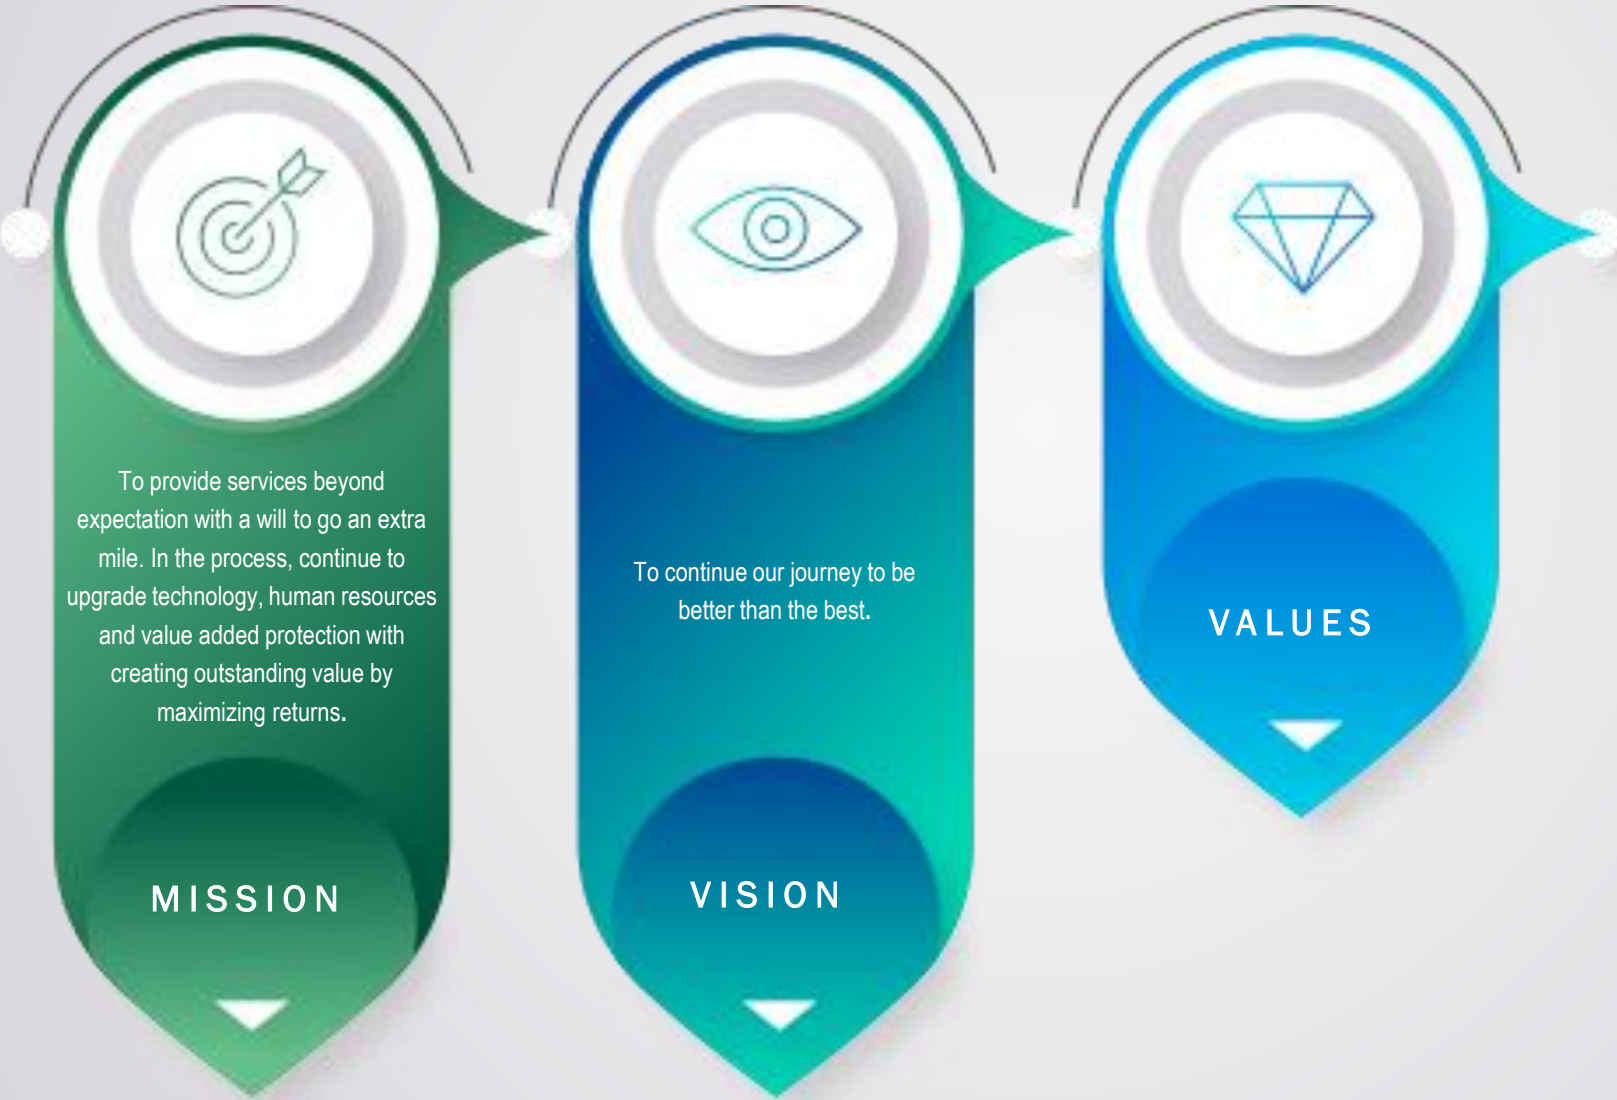 To provide services beyond
expectation with a will to go an extra
mile. In the process, continue to
upgrade technology, human resources
and value added protection with
creating outstanding value by
maximizing returns.
MISSION
To continue our journey to be
better than the best.
VISION
VALUES